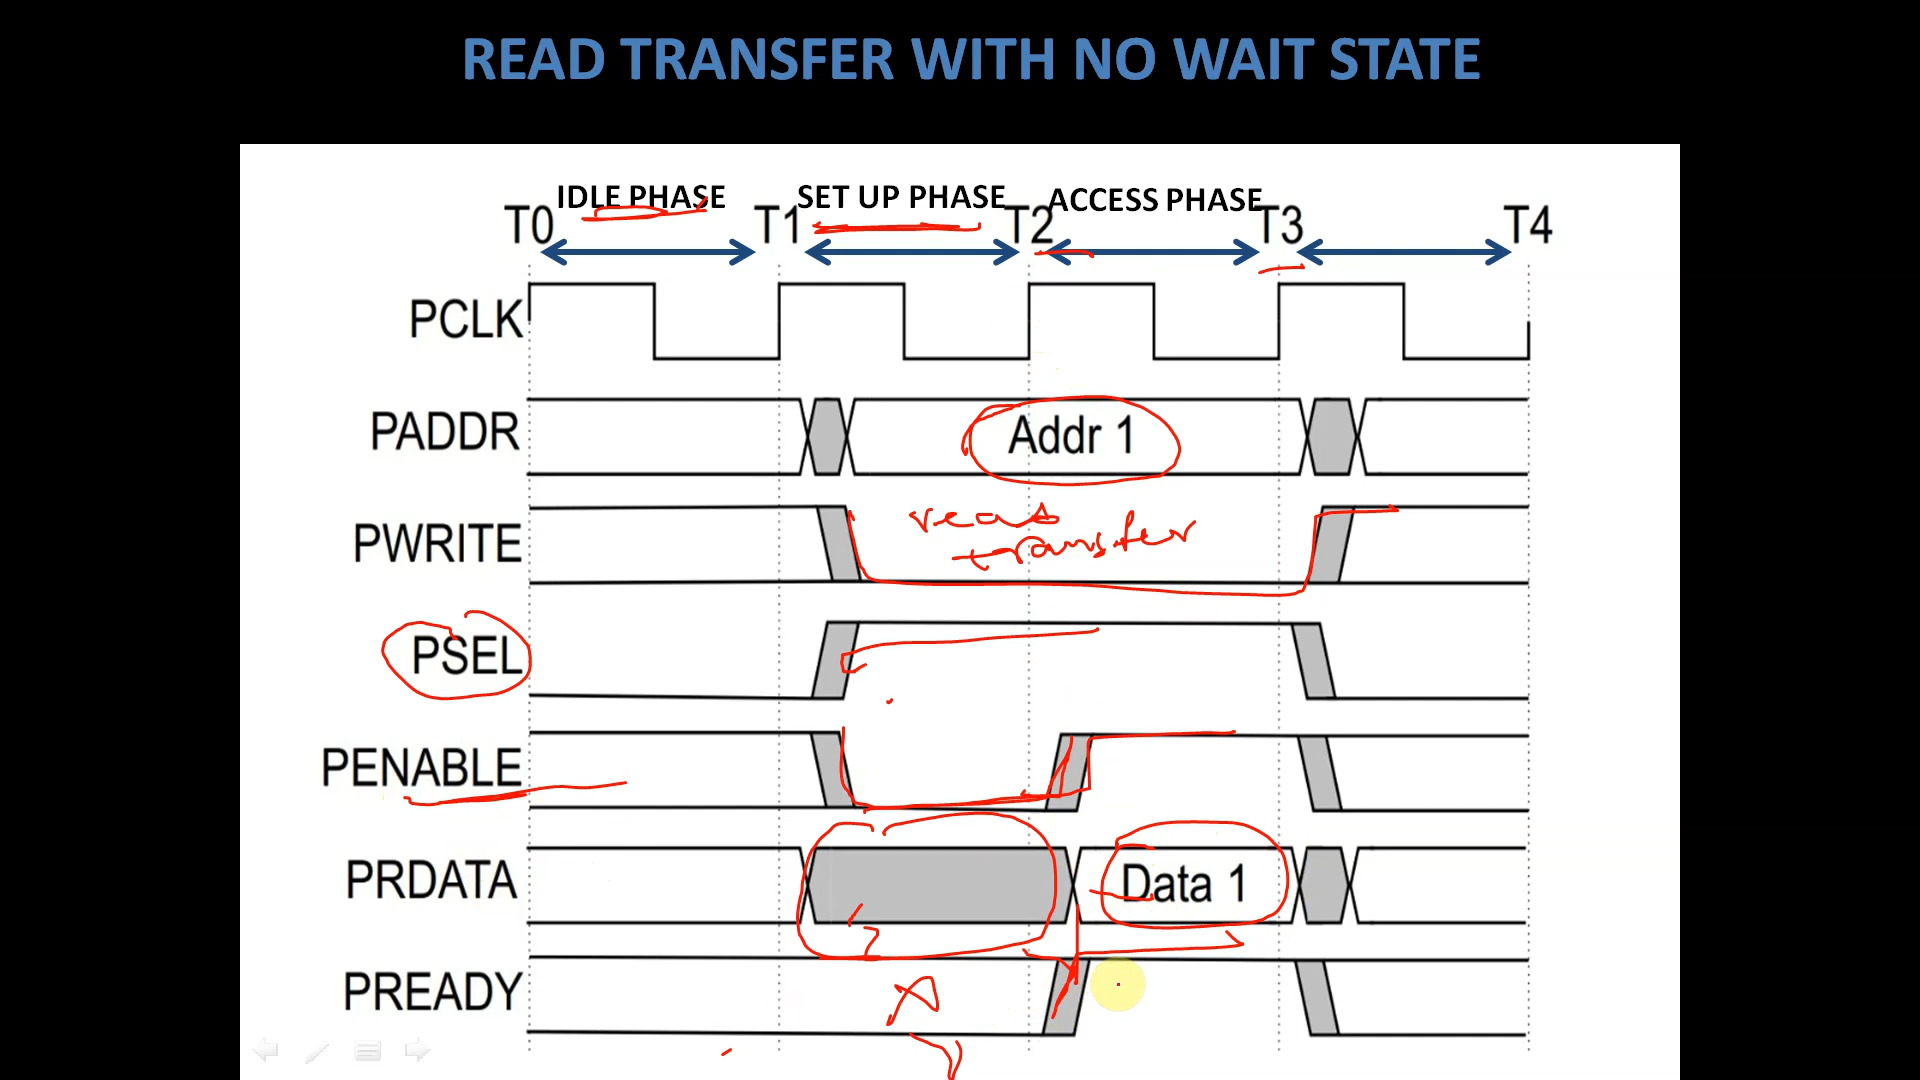 READ TRANSFER WITH NO WAIT STATE
IDLE PHASE SET UP PHASE ACCESS PHASE
T0 T1 T2 T3 T4
PCLK
PADDR Addr 1
PWRITE read
transfer
PSEL
PENABLE
PRDATA Data 1
PREADY